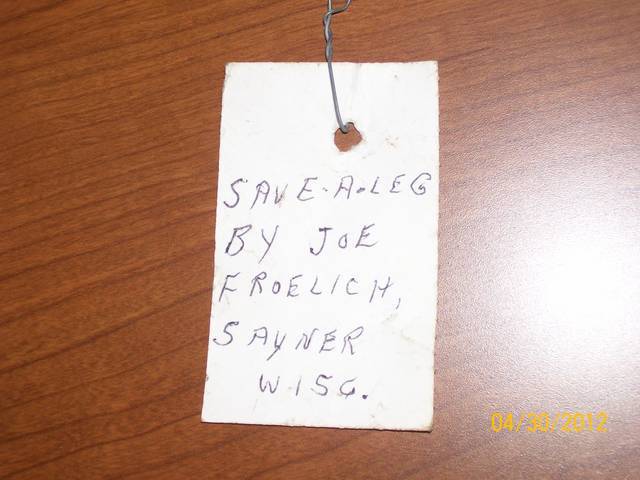 SAVE-A-LEG
BY JOE
FROELICH,
SAYNER
WISC.
04/30/2012